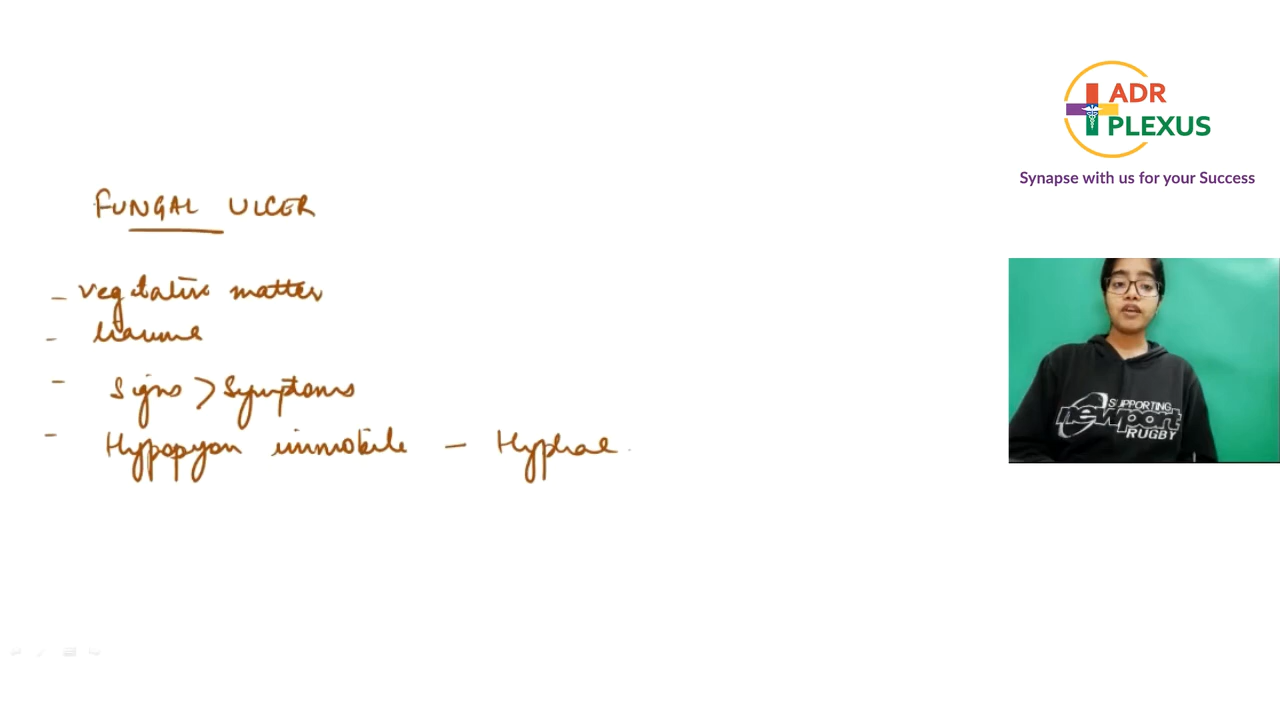 FUNGAL ULCER
- vegetative matter
- trauma
- Signs > Symptoms
- Hypopyon immobile - Hyphae
ADR
PLEXUS
Synapse with us for your Success
SUPPORTING
newport
RUGBY